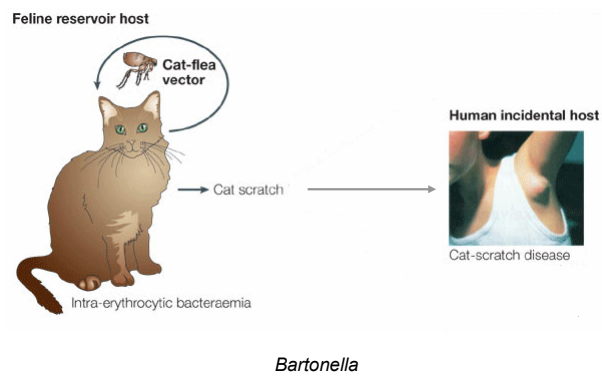 Feline reservoir host
Cat-flea
vector
Human incidental host
Cat scratch
Cat-scratch disease
Intra-erythrocytic bacteraemia
Bartonella